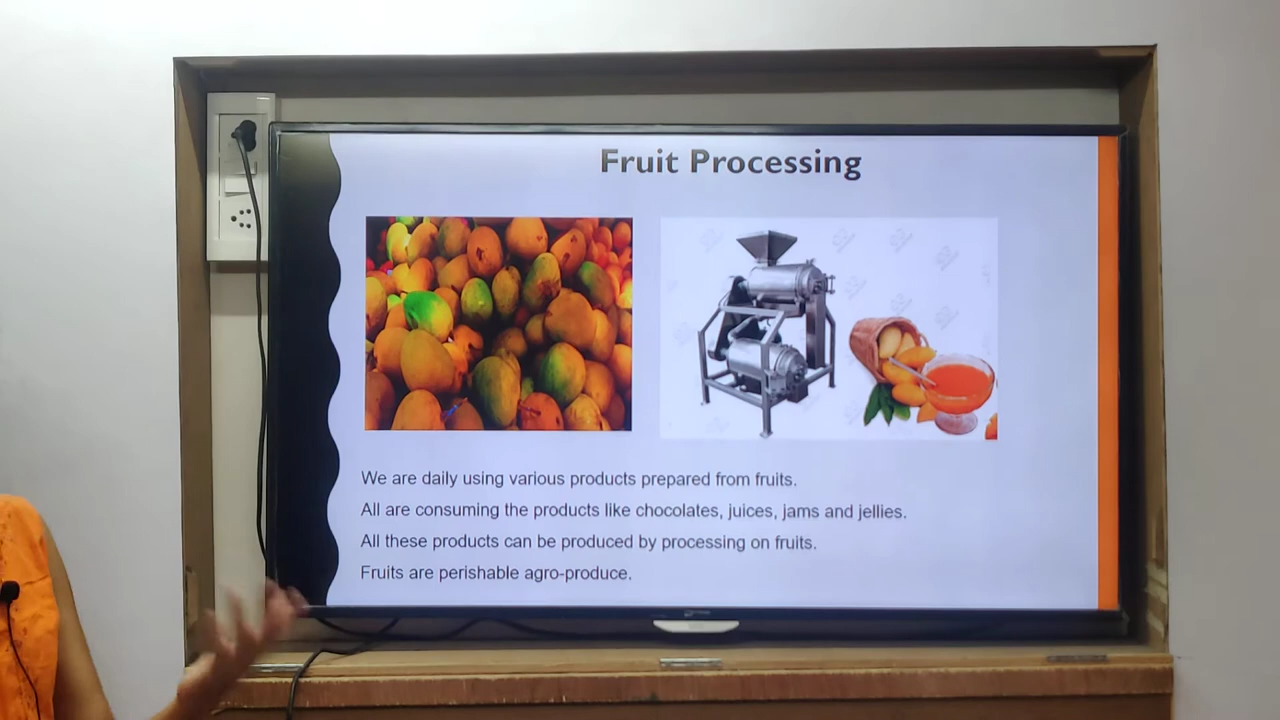 Fruit Processing
We are daily using various products prepared from fruits.
All are consuming the products like chocolates, juices, jams and jellies.
All these products can be produced by processing on fruits.
Fruits are perishable agro-produce.